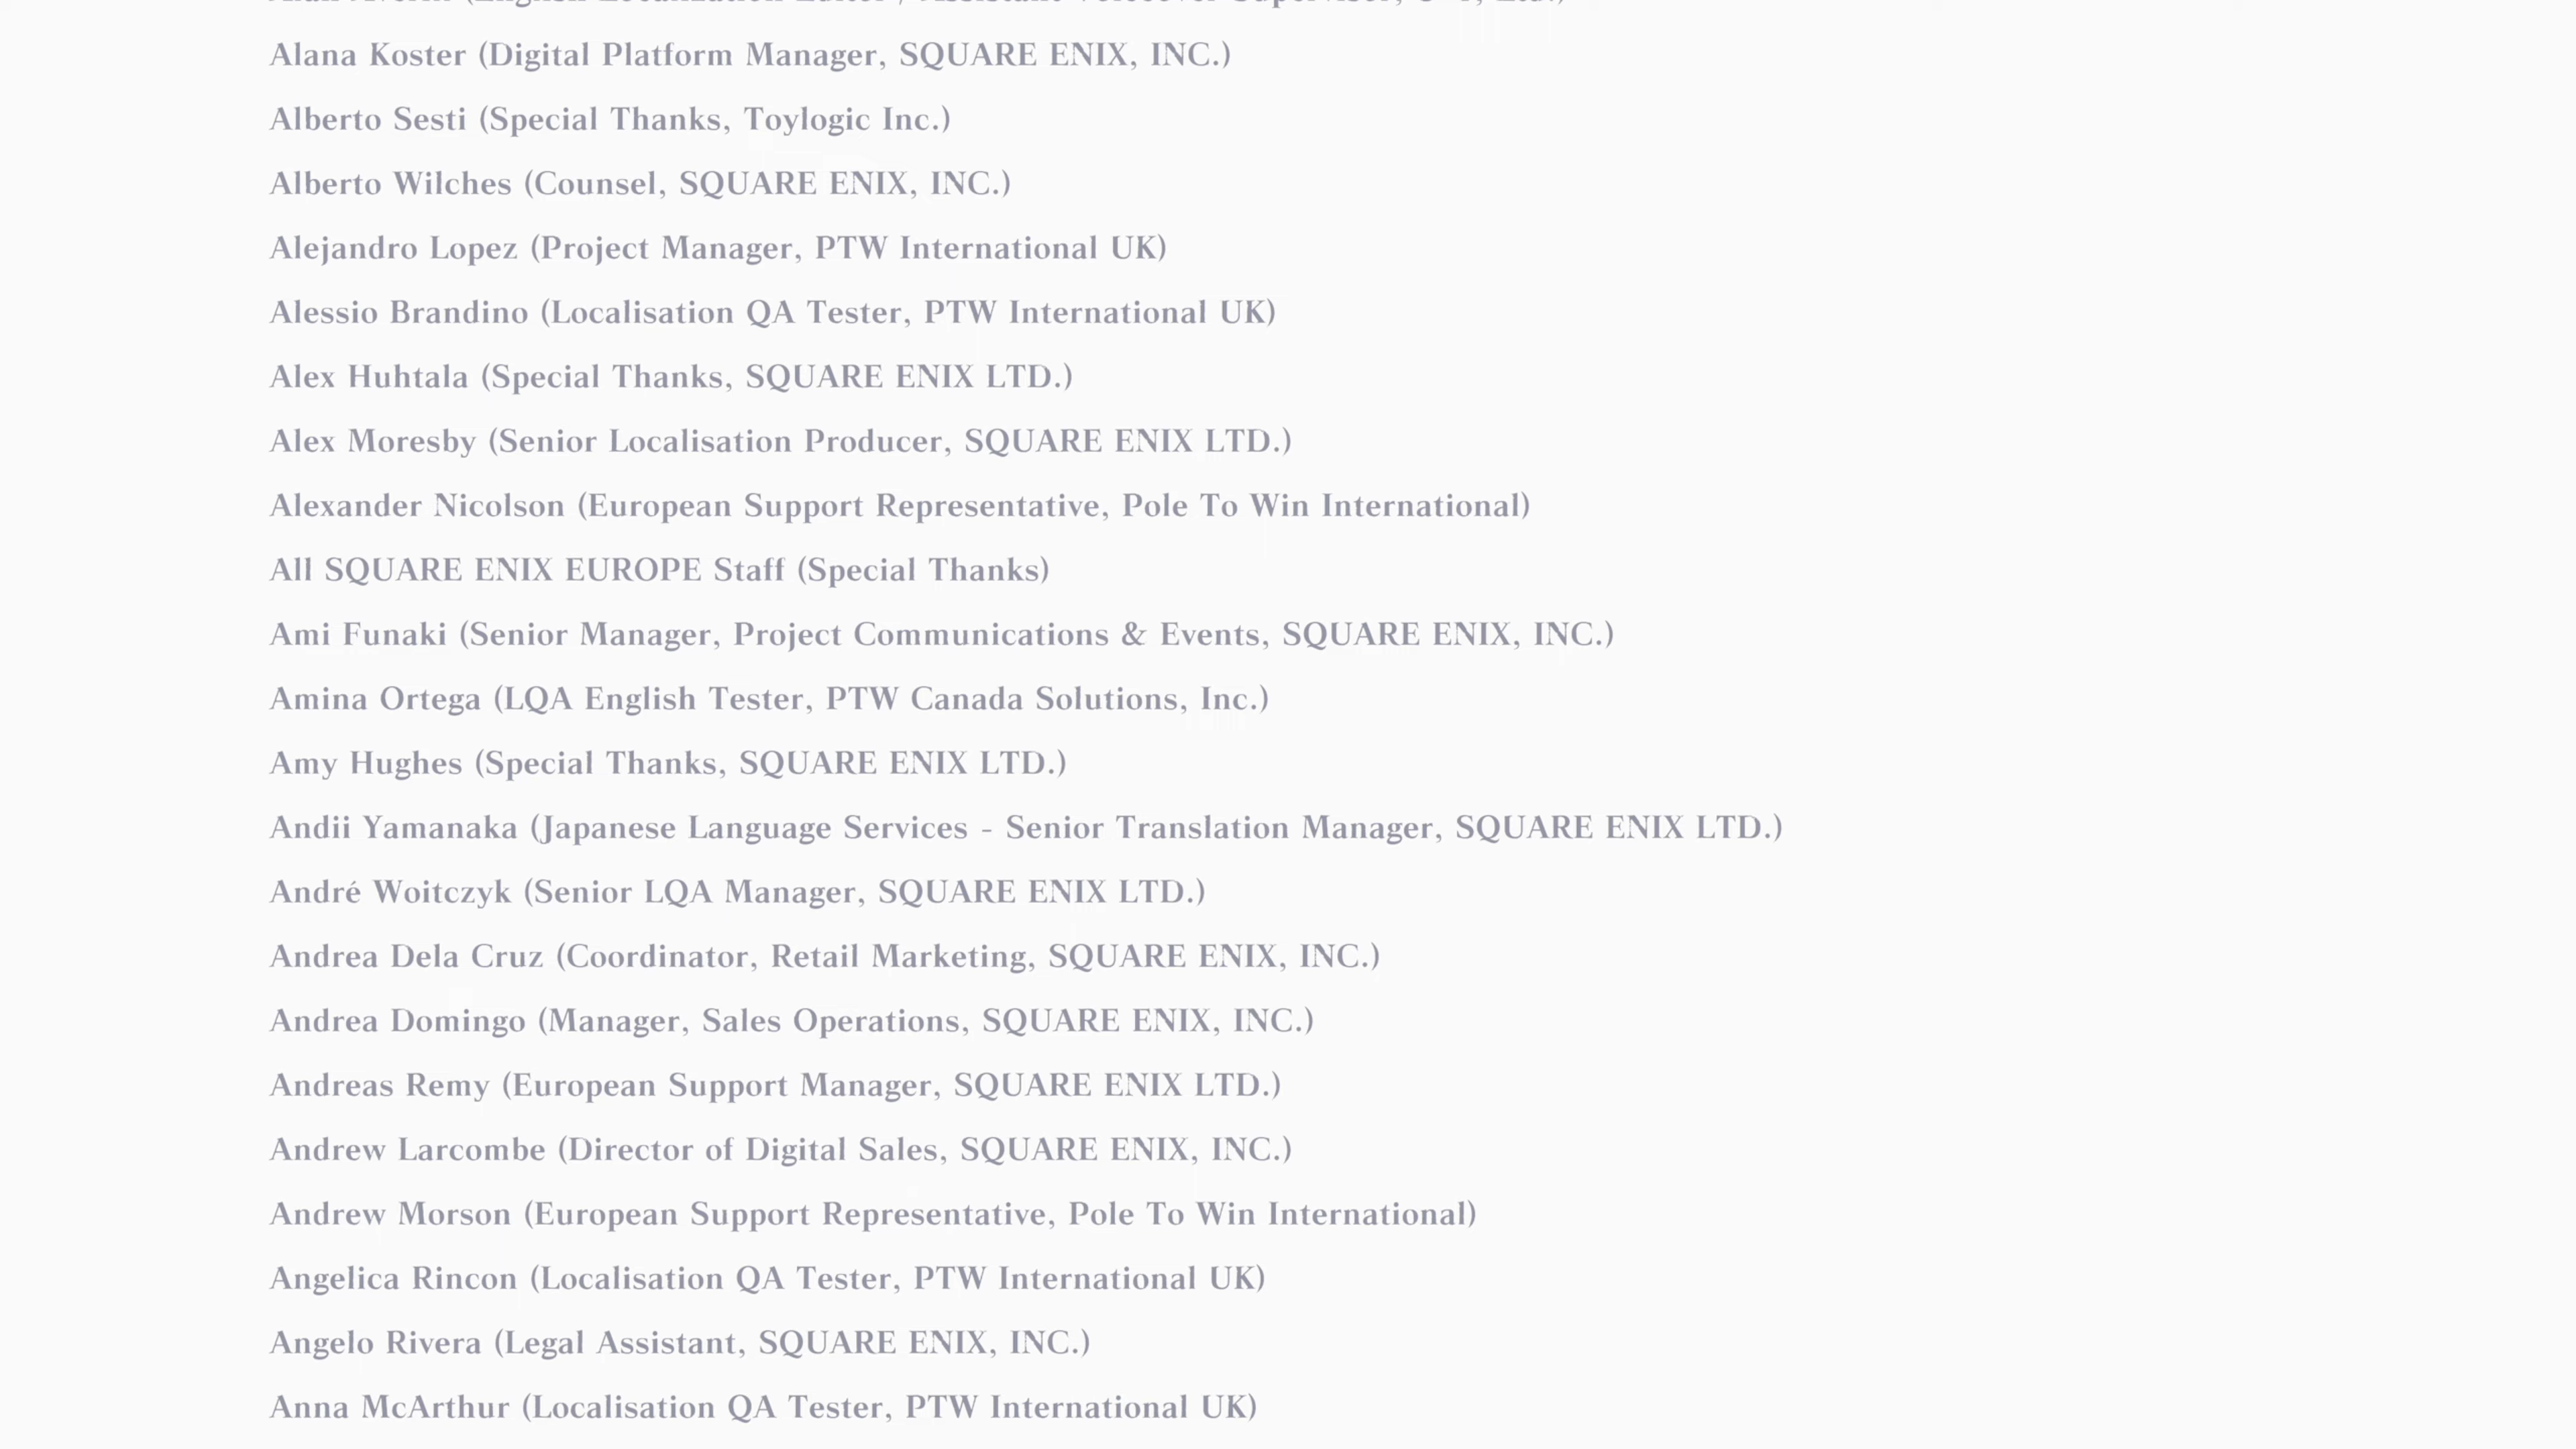 Alana Koster (Digital Platform Manager, SQUARE ENIX, INC.)
Alberto Sesti (Special Thanks, Toylogic Inc.)
Alberto Wilches (Counsel, SQUARE ENIX, INC.)
Alejandro Lopez (Project Manager, PTW International UK)
Alessio Brandino (Localisation QA Tester, PTW International UK)
Alex Huhtala (Special Thanks, SQUARE ENIX LTD.)
Alex Moresby (Senior Localisation Producer, SQUARE ENIX LTD.)
Alexander Nicolson (European Support Representative, Pole To Win International)
All SQUARE ENIX EUROPE Staff (Special Thanks)
Ami Funaki (Senior Manager, Project Communications & Events, SQUARE ENIX, INC.)
Amina Ortega (LQA English Tester, PTW Canada Solutions, Inc.)
Amy Hughes (Special Thanks, SQUARE ENIX LTD.)
Andii Yamanaka (Japanese Language Services - Senior Translation Manager, SQUARE ENIX LTD.)
André Woitczyk (Senior LQA Manager, SQUARE ENIX LTD.)
Andrea Dela Cruz (Coordinator, Retail Marketing, SQUARE ENIX, INC.)
Andrea Domingo (Manager, Sales Operations, SQUARE ENIX, INC.)
Andreas Remy (European Support Manager, SQUARE ENIX LTD.)
Andrew Larcombe (Director of Digital Sales, SQUARE ENIX, INC.)
Andrew Morson (European Support Representative, Pole To Win International)
Angelica Rincon (Localisation QA Tester, PTW International UK)
Angelo Rivera (Legal Assistant, SQUARE ENIX, INC.)
Anna McArthur (Localisation QA Tester, PTW International UK)